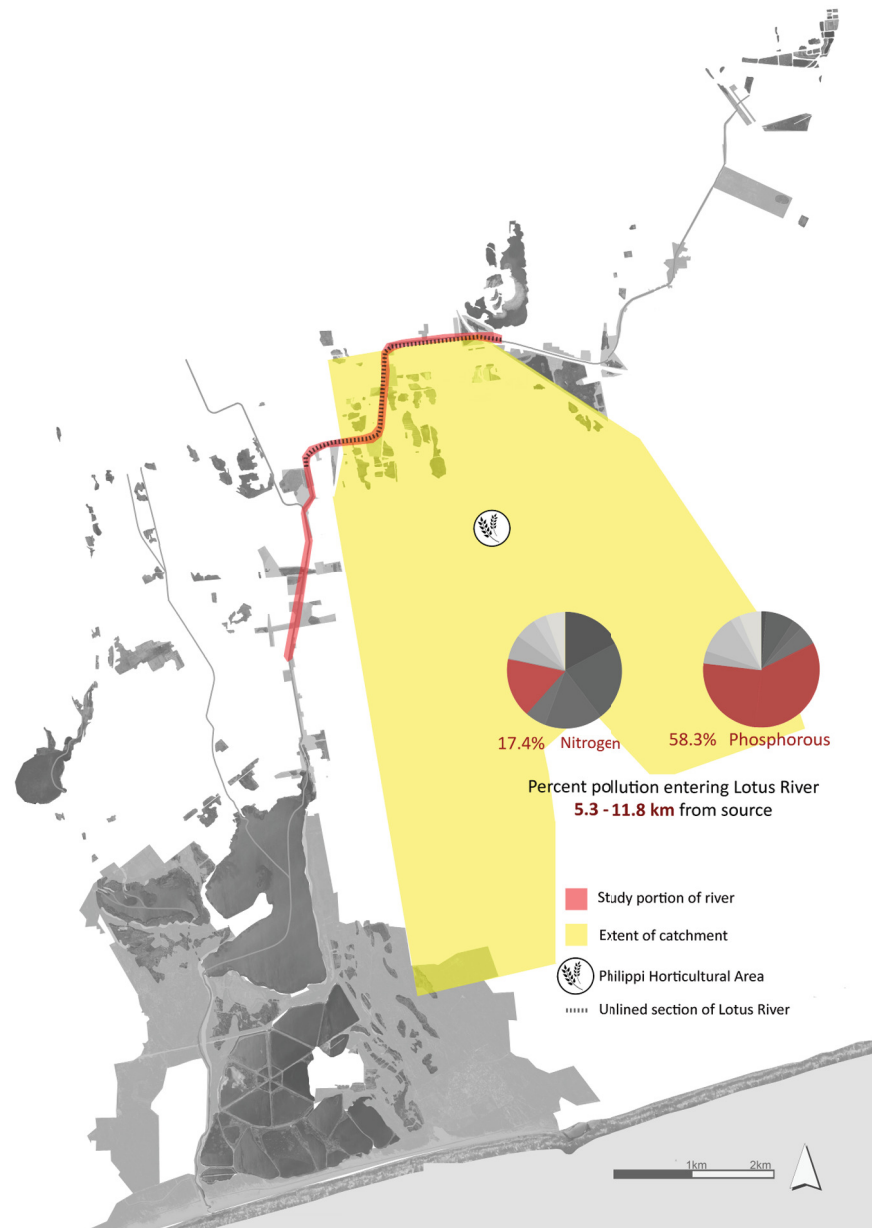 17.4% Nitrogen
58.3% Phosphorous
Percent pollution entering Lotus River
5.3 - 11.8 km from source
Study portion of river
Extent of catchment
Philippi Horticultural Area
Unlined section of Lotus River
1km 2km